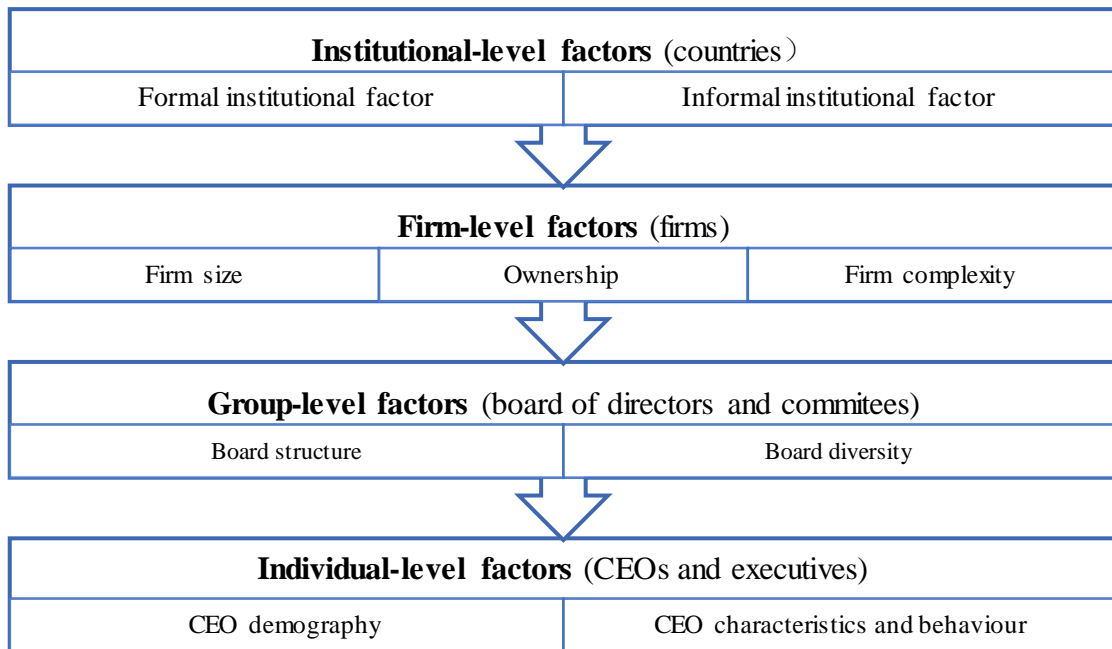 Institutional-level factors (countries）
Formal institutional factor
Informal institutional factor
Firm-level factors (firms)
Firm size
Ownership
Firm complexity
Group-level factors (board of directors and commitees)
Board structure
Board diversity
Individual-level factors (CEOs and executives)
CEO demography
CEO characteristics and behaviour